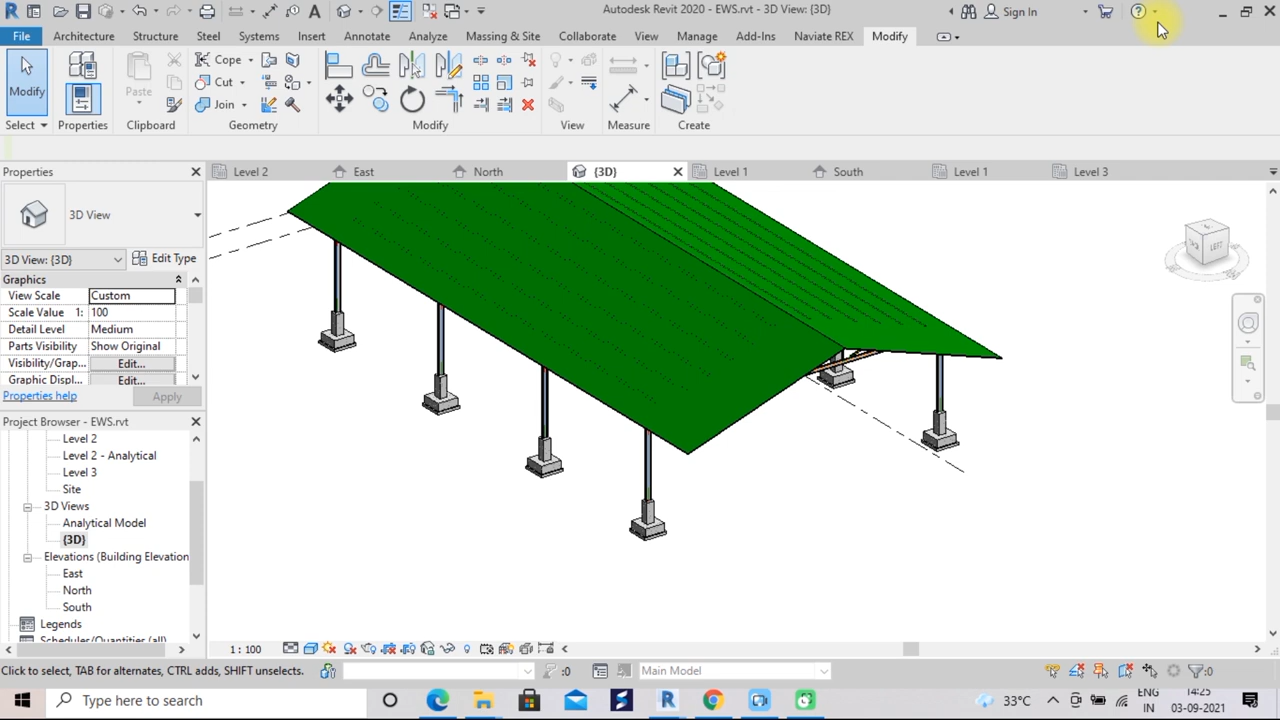 Autodesk Revit 2020 - EWS.rvt - 3D View: {3D}
Sign In
File
Architecture
Structure
Steel
Systems
Insert
Annotate
Analyze
Massing & Site
Collaborate
View
Manage
Add-Ins
Naviate REX
Modify
Modify
Select
Properties
Paste
Clipboard
Cope
Cut
Join
Geometry
Modify
View
Measure
Create
Properties
Level 2
East
North
{3D}
Level 1
South
Level 1
Level 3
3D View
3D View: {3D}
Edit Type
Graphics
View Scale
Custom
Scale Value 1:
100
Detail Level
Medium
Parts Visibility
Show Original
Visibility/Grap...
Edit...
Graphic Displ...
Edit...
Properties help
Apply
LEFT
Project Browser - EWS.rvt
Level 2
Level 2 - Analytical
Level 3
Site
3D Views
Analytical Model
{3D}
Elevations (Building Elevation
East
North
South
Legends
Schedules/Quantities (all)
1 : 100
Click to select, TAB for alternates, CTRL adds, SHIFT unselects.
:0
Main Model
:0
Type here to search
33°C
ENG
IN
14:25
03-09-2021